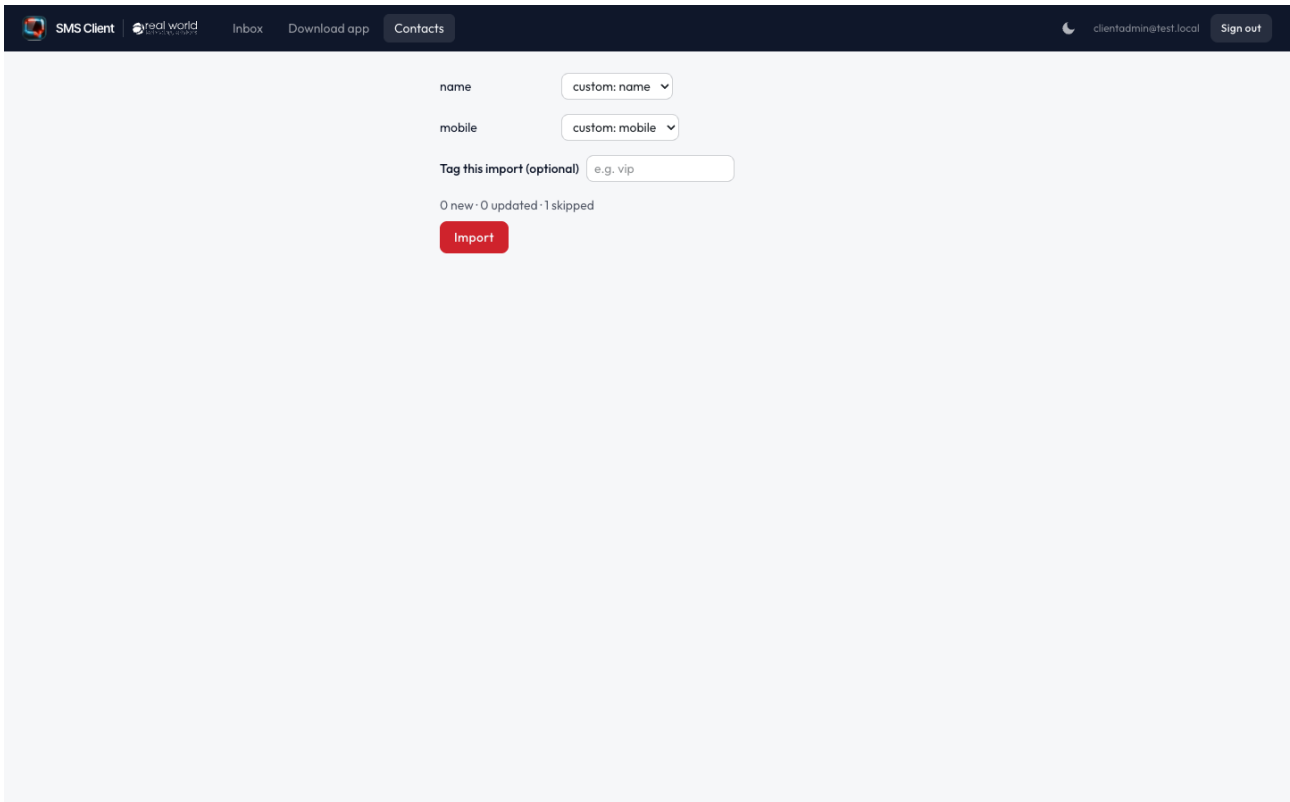 SMS Client
real world
Inbox
Download app
Contacts
clientadmin@test.local
Sign out
name
custom: name
mobile
custom: mobile
Tag this import (optional)
e.g. vip
0 new · 0 updated · 1 skipped
Import